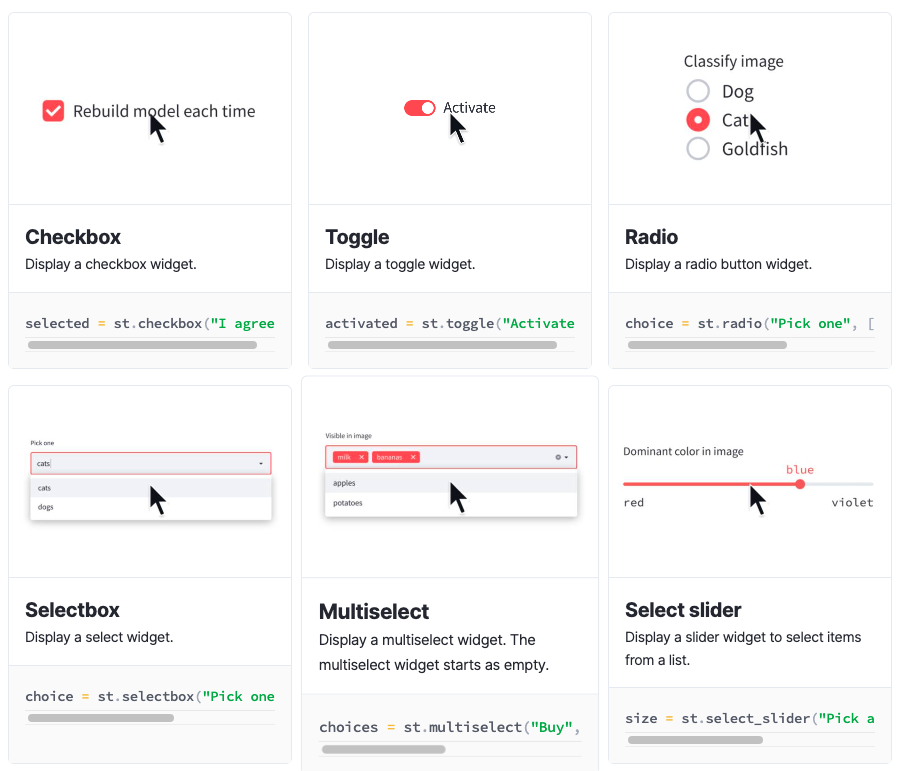 Rebuild model each time
Checkbox
Display a checkbox widget.
selected = st.checkbox("I agree
Activate
Toggle
Display a toggle widget.
activated = st.toggle("Activate
Classify image
Dog
Cat
Goldfish
Radio
Display a radio button widget.
choice = st.radio("Pick one", [
Pick one
cats
cats
dogs
Selectbox
Display a select widget.
choice = st.selectbox("Pick one
Visible in image
milk bananas
apples
potatoes
Multiselect
Display a multiselect widget. The
multiselect widget starts as empty.
choices = st.multiselect("Buy",
Dominant color in image
blue
red violet
Select slider
Display a slider widget to select items
from a list.
size = st.select_slider("Pick a